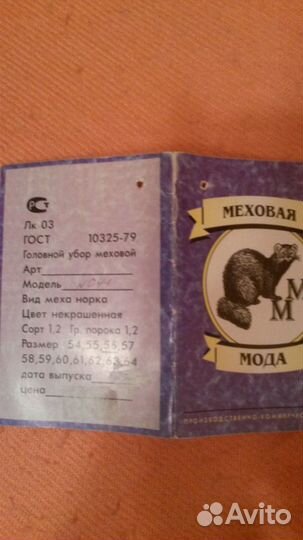 РСТ
Лк 03
ГОСТ 10325-79
Головной убор меховой
Арт
Модель
Вид меха норка
Цвет некрашенная
Сорт 1,2 Гр. порока 1,2
Размер 54,55,56,57
58,59,60,61,62,63,64
дата выпуска
цена
МЕХОВАЯ
М
М
МОДА
Avito